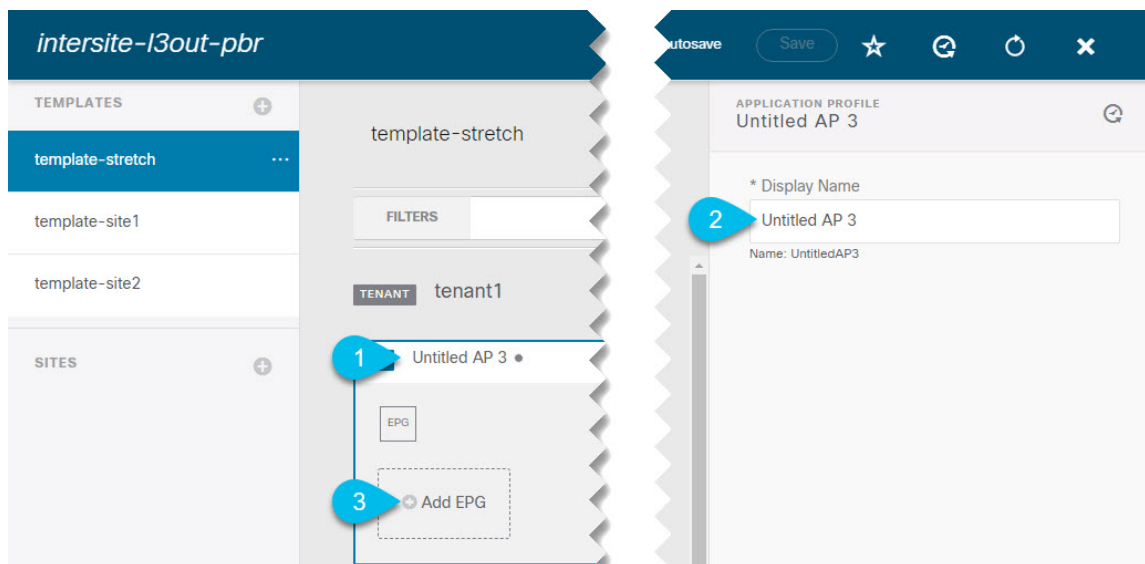 intersite-l3out-pbr
TEMPLATES
template-stretch
template-site1
template-site2
SITES
template-stretch
FILTERS
TENANT tenant1
1 Untitled AP 3
EPG
3 Add EPG
utosave Save
APPLICATION PROFILE
Untitled AP 3
* Display Name
2 Untitled AP 3
Name: UntitledAP3